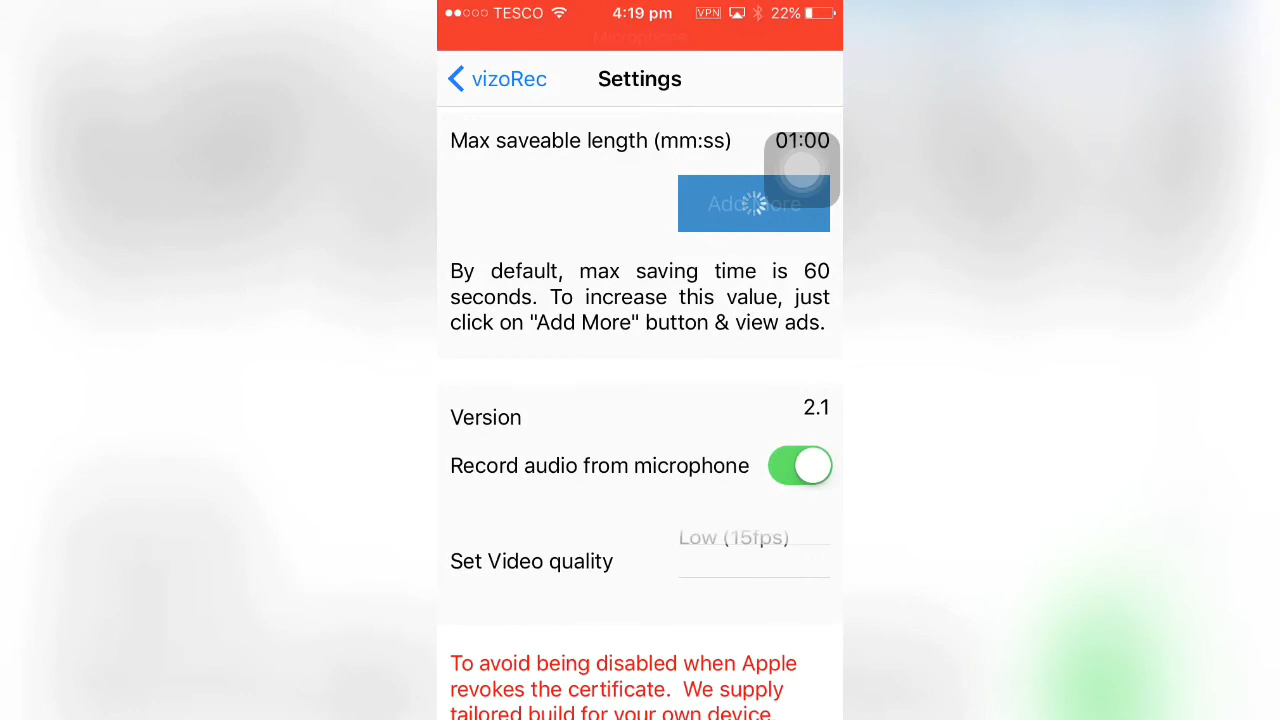 TESCO 4:19 pm VPN 22%
Microphone
vizoRec Settings
Max saveable length (mm:ss) 01:00
Add More
By default, max saving time is 60
seconds. To increase this value, just
click on "Add More" button & view ads.
Version 2.1
Record audio from microphone
Low (15fps)
Set Video quality
To avoid being disabled when Apple
revokes the certificate. We supply
tailored build for your own device.